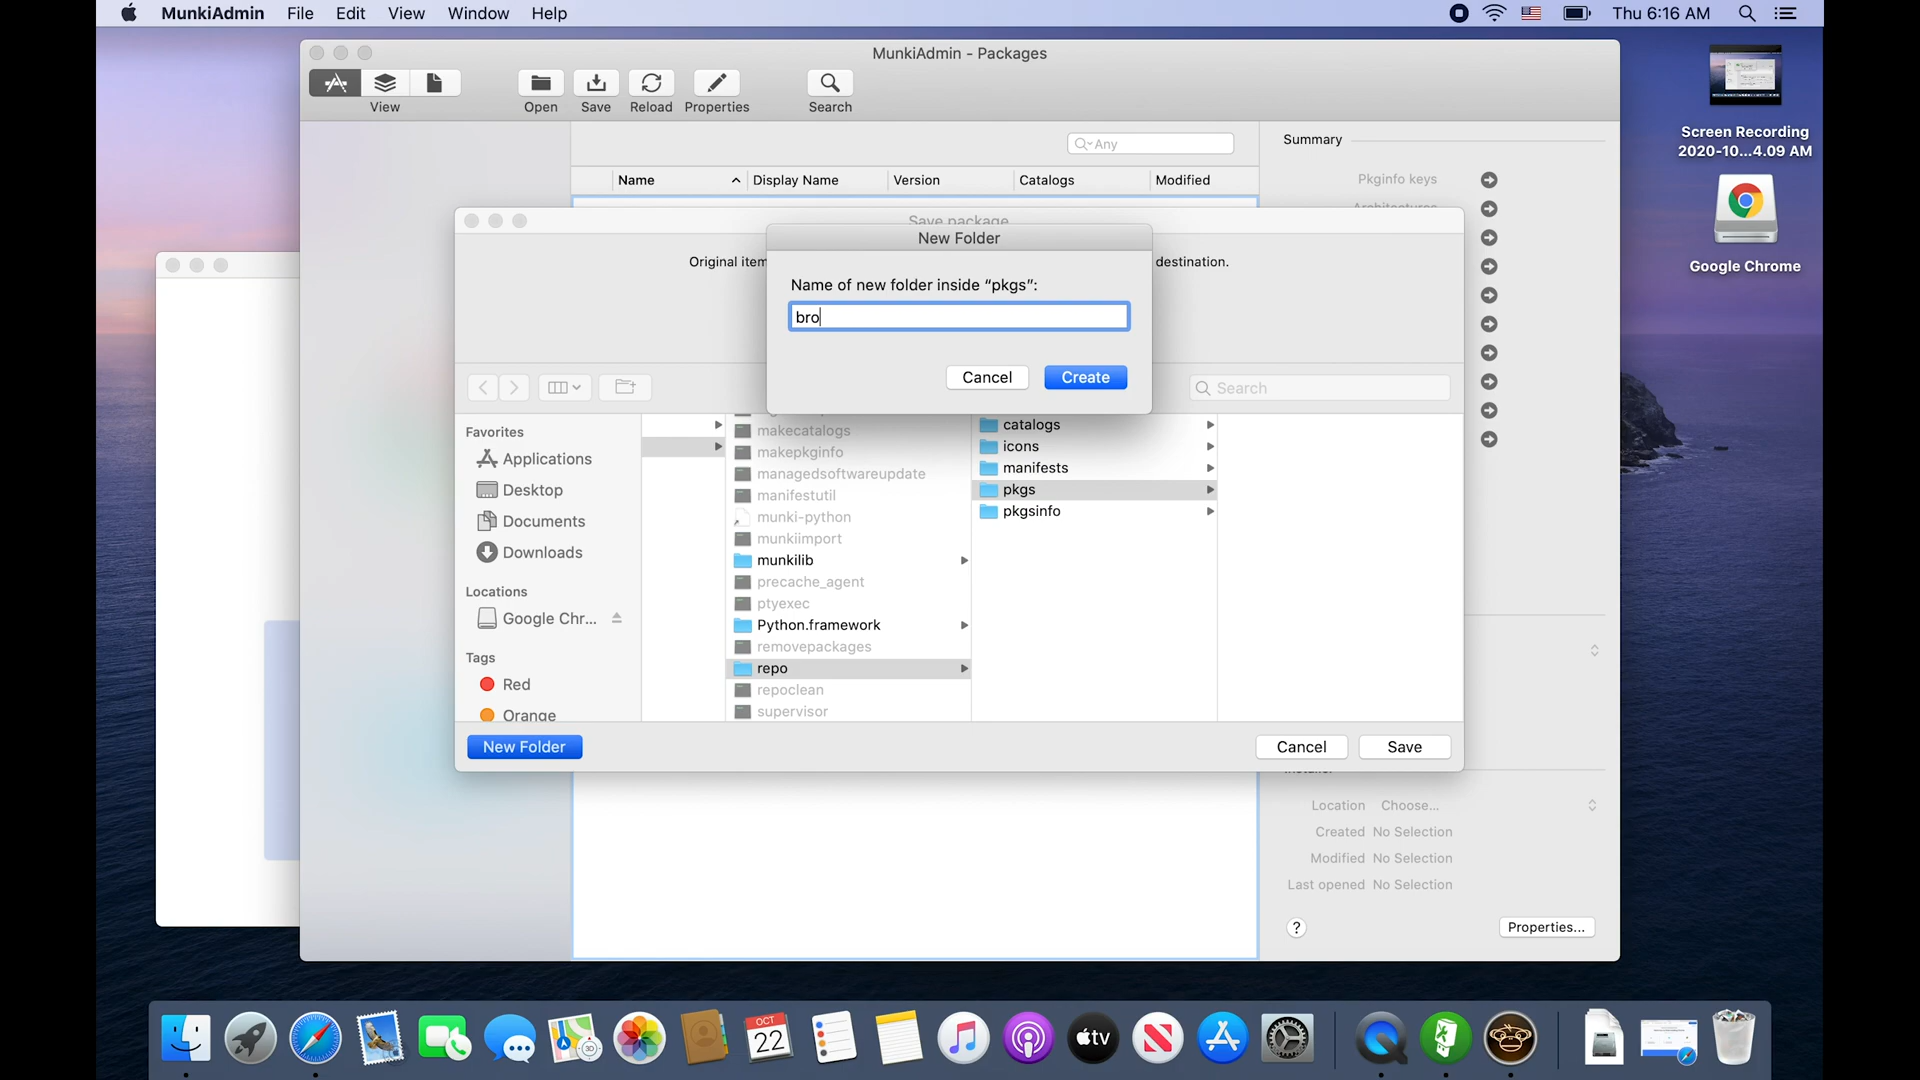 MunkiAdmin File Edit View Window Help
Thu 6:16 AM
MunkiAdmin - Packages
View
Open Save Reload Properties Search
Any
Summary
Name Display Name Version Catalogs Modified
Pkginfo keys
Architectures
Save package
New Folder
Original item
destination.
Name of new folder inside “pkgs”:
bro
Cancel Create
Search
Favorites
Applications
Desktop
Documents
Downloads
Locations
Google Chr...
Tags
Red
Orange
makecatalogs
makepkginfo
managedsoftwareupdate
manifestutil
munki-python
munkiimport
munkilib
precache_agent
ptyexec
Python.framework
removepackages
repo
repoclean
supervisor
catalogs
icons
manifests
pkgs
pkgsinfo
New Folder
Cancel Save
Installer
Location Choose...
Created No Selection
Modified No Selection
Last opened No Selection
?
Properties...
Screen Recording
2020-10...4.09 AM
Google Chrome
OCT
22
tv